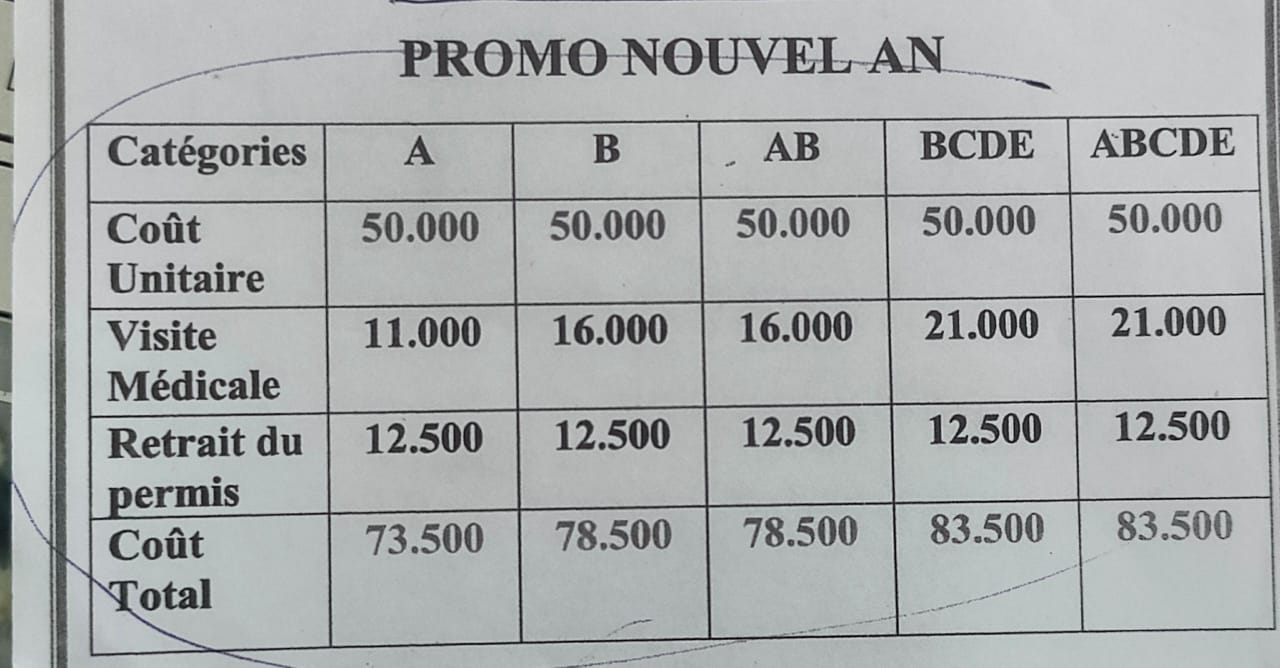 PROMO NOUVEL AN
Catégories A B AB BCDE ABCDE
Coût 50.000 50.000 50.000 50.000 50.000
Unitaire
Visite 11.000 16.000 16.000 21.000 21.000
Médicale
Retrait du 12.500 12.500 12.500 12.500 12.500
permis
Coût 73.500 78.500 78.500 83.500 83.500
Total